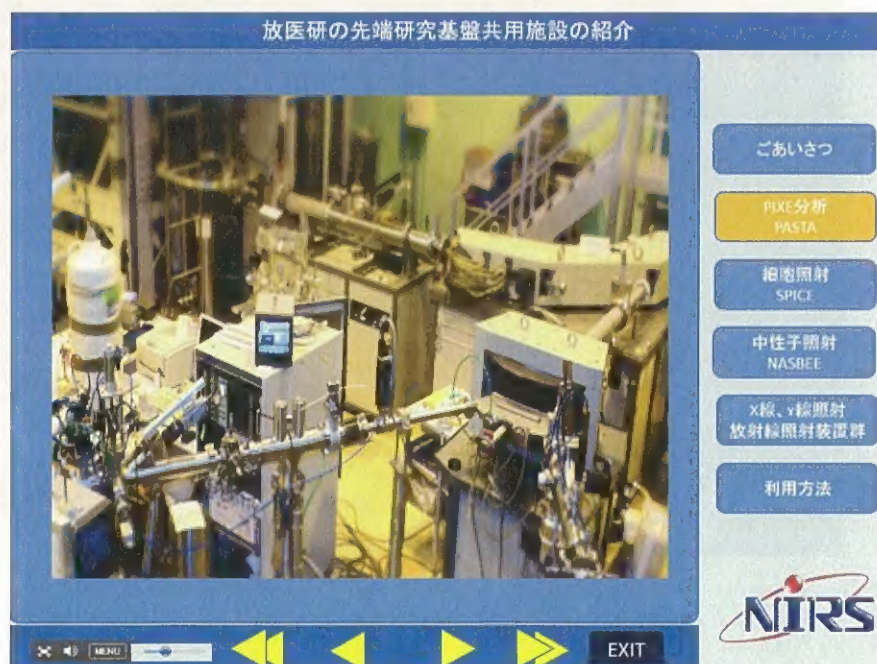 放医研の先端研究基盤共用施設の紹介
ごあいさつ
PIXE分析
PASTA
細胞照射
SPICE
中性子照射
NASBEE
X線、γ線照射
放射線照射装置群
利用方法
NIRS
MENU
EXIT